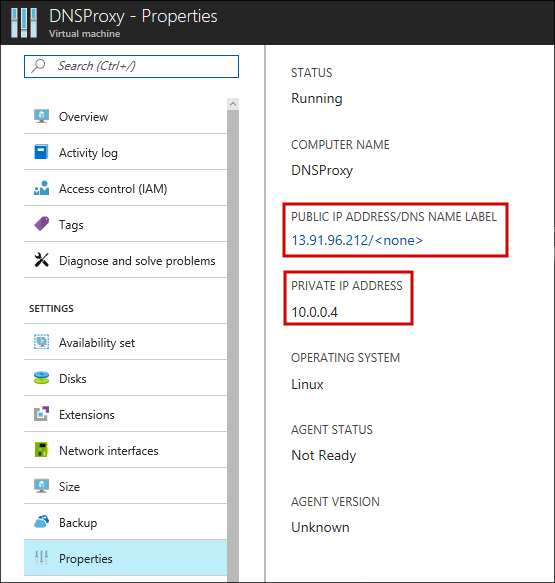 DNSProxy - Properties
Virtual machine
Search (Ctrl+/)
Overview
Activity log
Access control (IAM)
Tags
Diagnose and solve problems
SETTINGS
Availability set
Disks
Extensions
Network interfaces
Size
Backup
Properties
STATUS
Running
COMPUTER NAME
DNSProxy
PUBLIC IP ADDRESS/DNS NAME LABEL
13.91.96.212/<none>
PRIVATE IP ADDRESS
10.0.0.4
OPERATING SYSTEM
Linux
AGENT STATUS
Not Ready
AGENT VERSION
Unknown